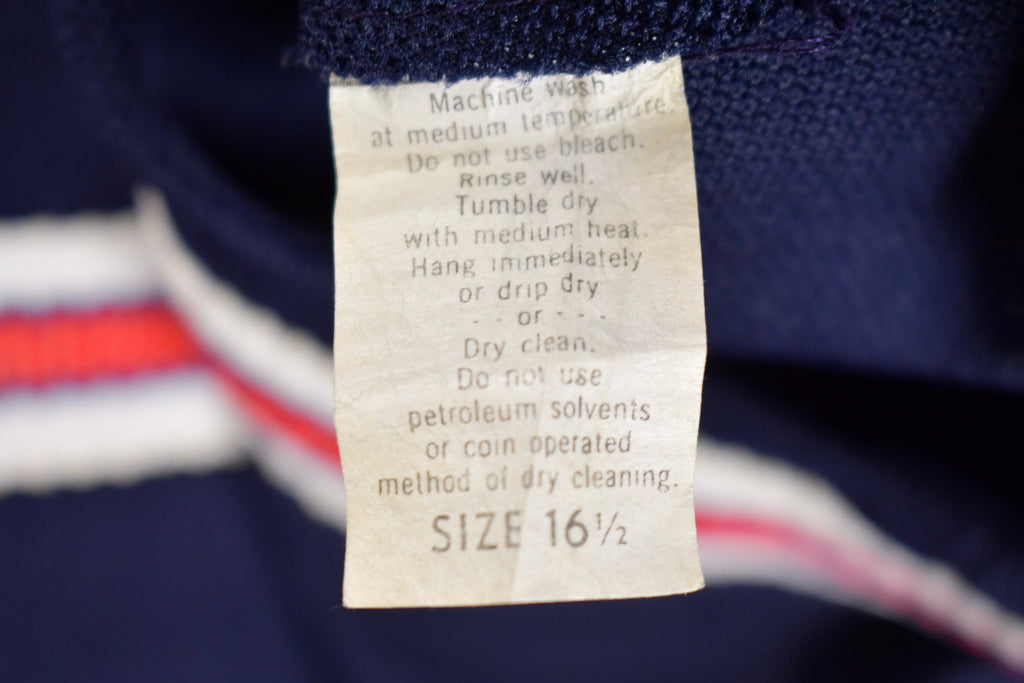 Machine wash
at medium temperature.
Do not use bleach.
Rinse well.
Tumble dry
with medium heat.
Hang immediately
or drip dry
- - or - - -
Dry clean.
Do not use
petroleum solvents
or coin operated
method of dry cleaning.
SIZE 16 ½